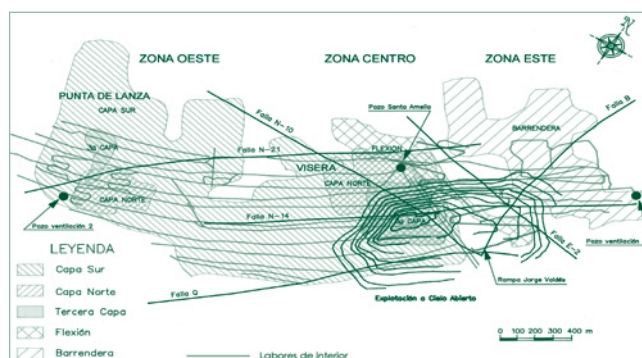 ZONA OESTE
ZONA CENTRO
ZONA ESTE
N
PUNTA DE LANZA
CAPA SUR
Falla N-10
Pozo Santa Amelia
Falla B
BARRENDERA
3a CAPA
Falla N-21
FLEXION
VISERA
CAPA NORTE
CAPA NORTE
Pozo ventilación 2
Falla N-14
3a CAPA
Falla E-2
Pozo ventilación
LEYENDA
Capa Sur
Falla Q
Rampa Jorge Valdés
Capa Norte
Explotación a Cielo Abierto
Tercera Capa
Flexión
0 100 200 300 400 m
Barrendera
Labores de interior